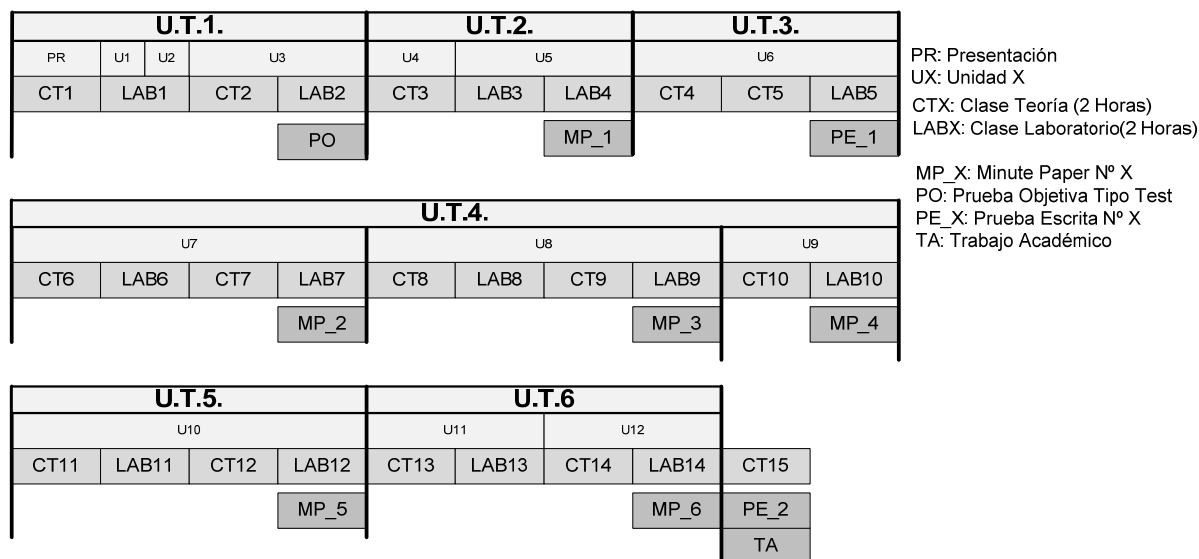 U.T.1. U.T.2. U.T.3.
PR U1 U2 U3 U4 U5 U6
CT1 LAB1 CT2 LAB2 CT3 LAB3 LAB4 CT4 CT5 LAB5
PO MP_1 PE_1
PR: Presentación
UX: Unidad X
CTX: Clase Teoría (2 Horas)
LABX: Clase Laboratorio(2 Horas)
MP_X: Minute Paper Nº X
PO: Prueba Objetiva Tipo Test
PE_X: Prueba Escrita Nº X
TA: Trabajo Académico
U.T.4.
U7 U8 U9
CT6 LAB6 CT7 LAB7 CT8 LAB8 CT9 LAB9 CT10 LAB10
MP_2 MP_3 MP_4
U.T.5. U.T.6
U10 U11 U12
CT11 LAB11 CT12 LAB12 CT13 LAB13 CT14 LAB14 CT15
MP_5 MP_6 PE_2
TA